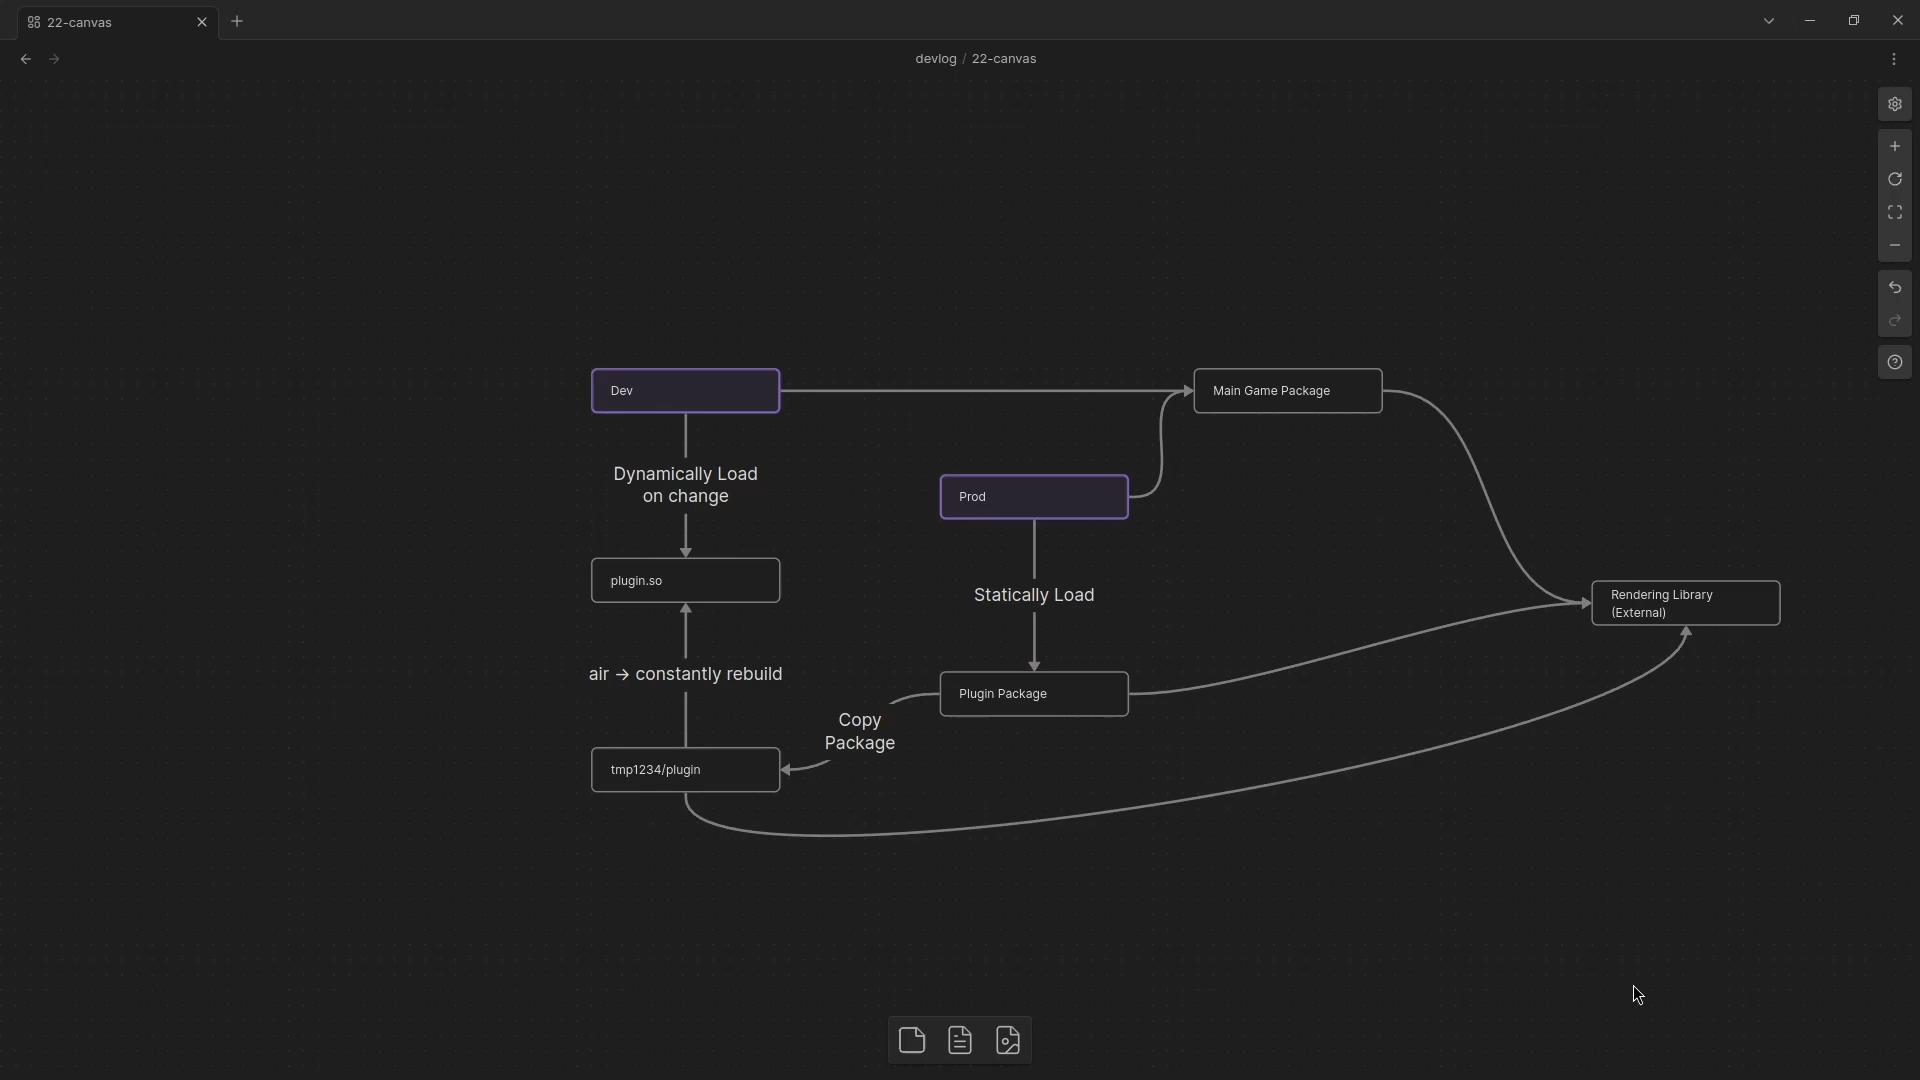 22-canvas
devlog / 22-canvas
Dev
Main Game Package
Dynamically Load
on change
Prod
plugin.so
Statically Load
Rendering Library
(External)
air → constantly rebuild
Plugin Package
Copy
Package
tmp1234/plugin